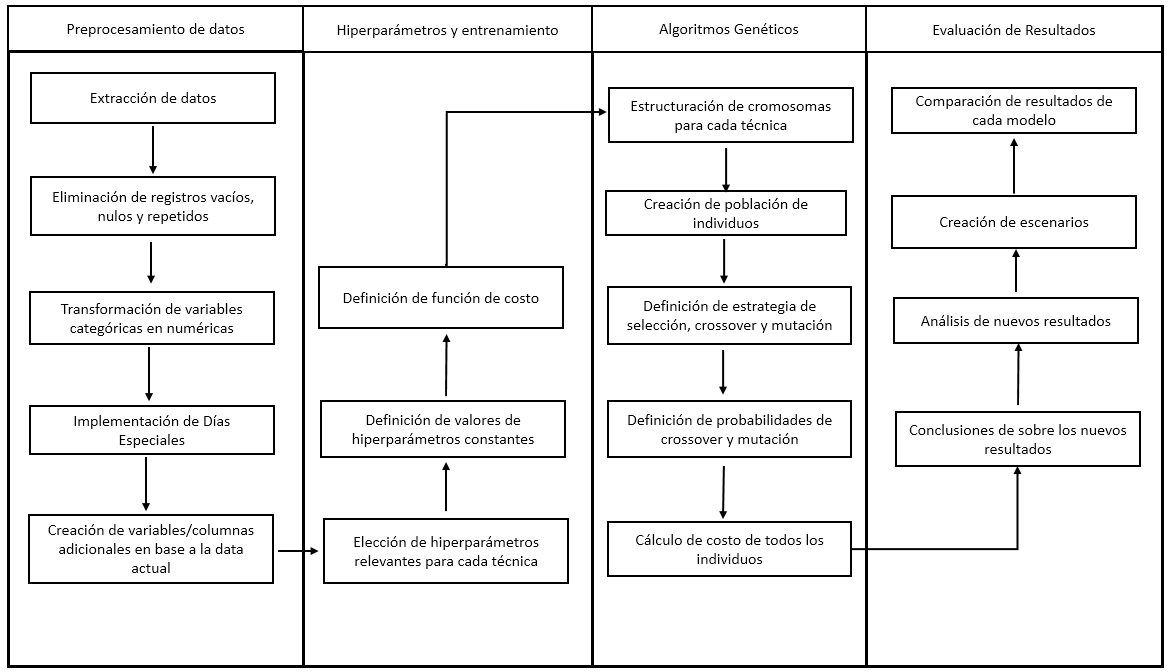 Preprocesamiento de datos
Hiperparámetros y entrenamiento
Algoritmos Genéticos
Evaluación de Resultados
Extracción de datos
Eliminación de registros vacíos,
nulos y repetidos
Transformación de variables
categóricas en numéricas
Implementación de Días
Especiales
Creación de variables/columnas
adicionales en base a la data
actual
Definición de función de costo
Definición de valores de
hiperparámetros constantes
Elección de hiperparámetros
relevantes para cada técnica
Estructuración de cromosomas
para cada técnica
Creación de población de
individuos
Definición de estrategia de
selección, crossover y mutación
Definición de probabilidades de
crossover y mutación
Cálculo de costo de todos los
individuos
Comparación de resultados de
cada modelo
Creación de escenarios
Análisis de nuevos resultados
Conclusiones de sobre los nuevos
resultados